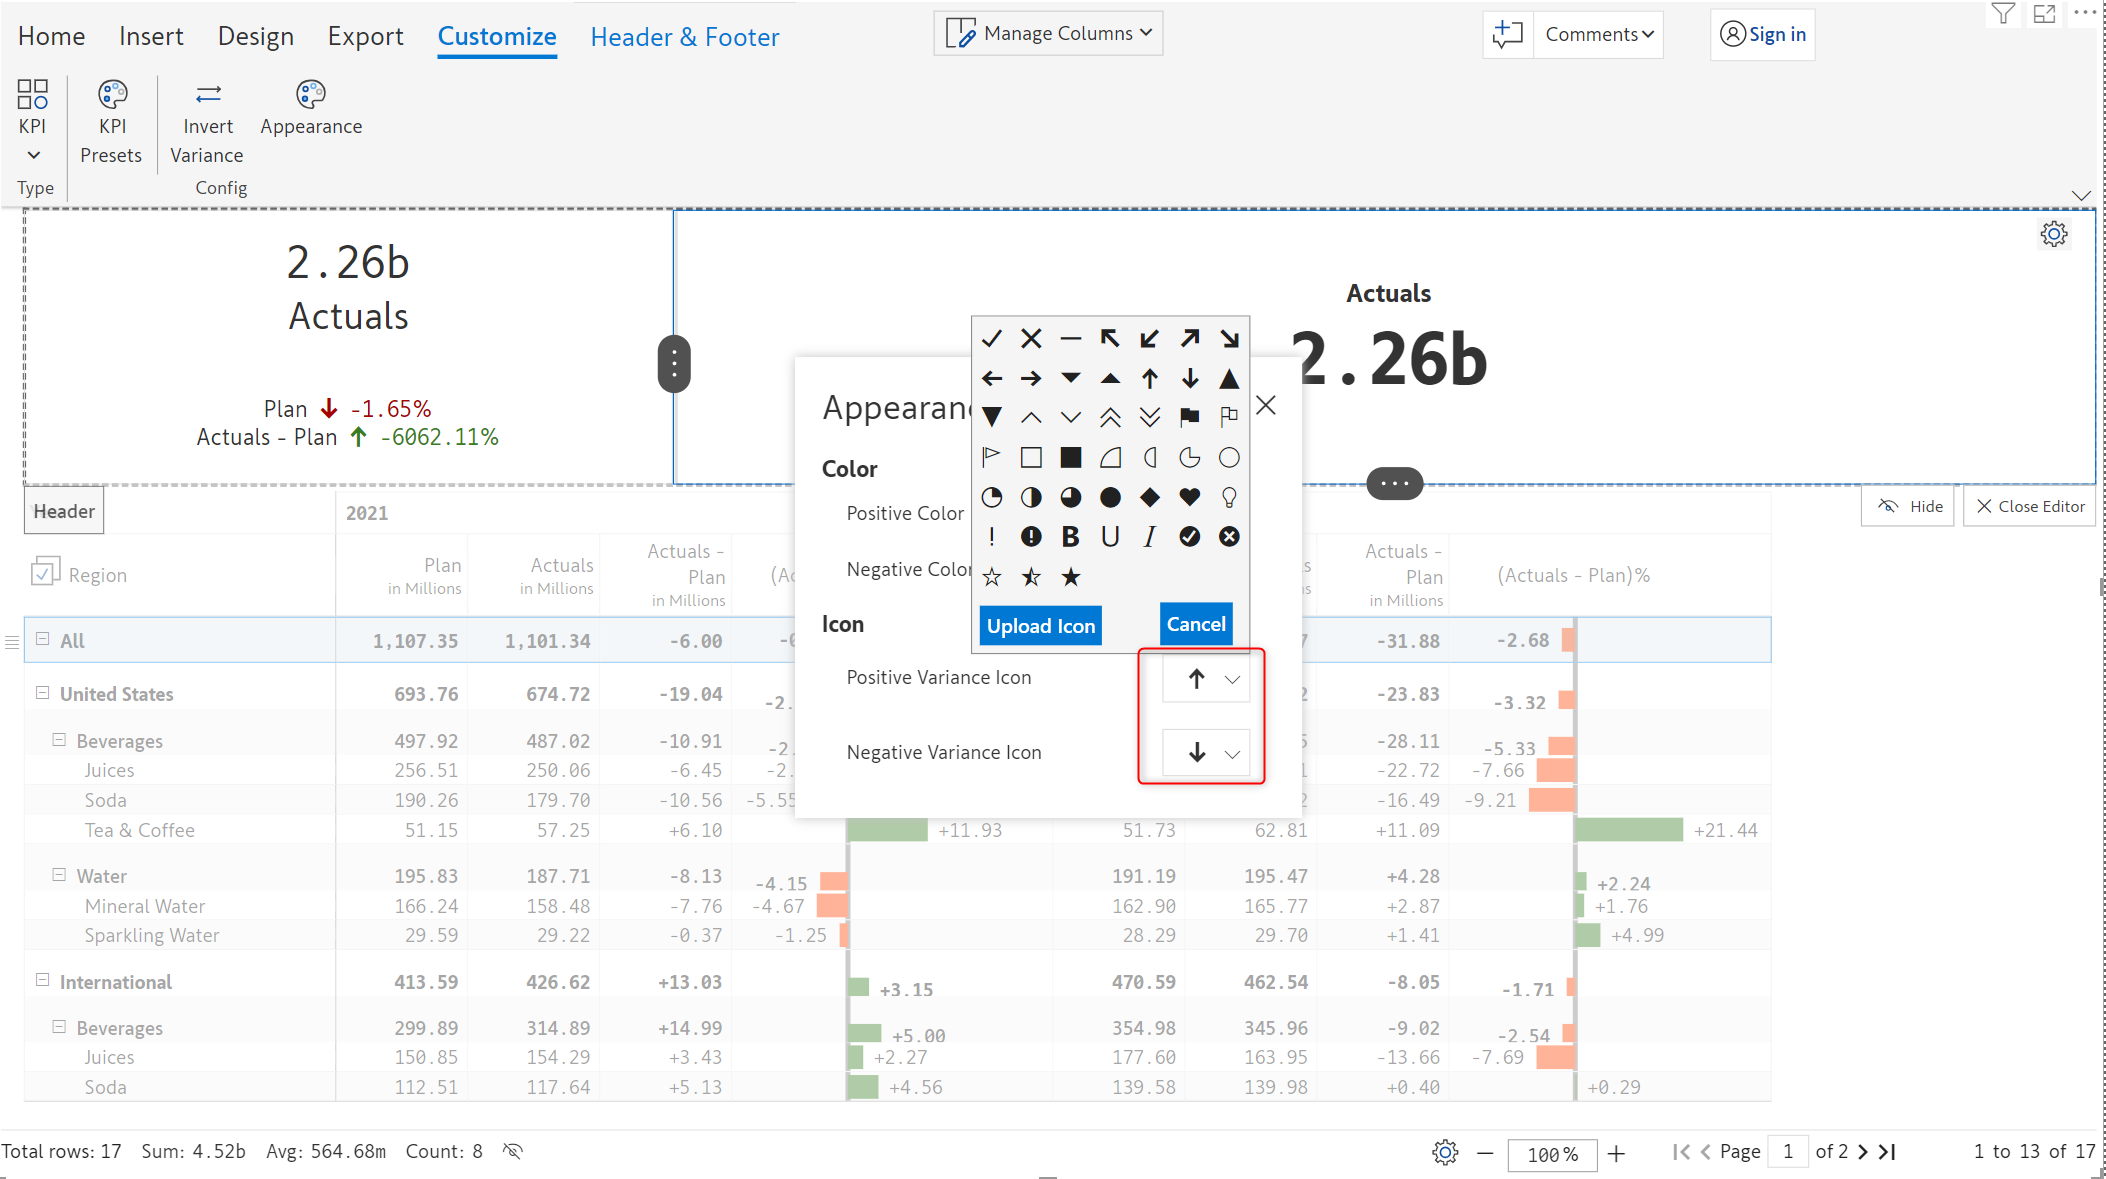 Home Insert Design Export Customize Header & Footer Manage Columns Comments Sign in
KPI KPI Invert Appearance
Presets Variance
Type Config
2.26b
Actuals
Plan -1.65%
Actuals - Plan -6062.11%
Actuals
2.26b
Appearan
Color
Positive Color
Negative Color
B U I
Upload Icon Cancel
Icon
Positive Variance Icon
Negative Variance Icon
Header 2021 Hide Close Editor
Region Plan in Millions Actuals in Millions Actuals - Plan in Millions Actuals - Plan in Millions (Actuals - Plan)%
All 1,107.35 1,101.34 -6.00 -31.88 -2.68
United States 693.76 674.72 -19.04 -2. -23.83 -3.32
Beverages 497.92 487.02 -10.91 -2. -28.11 -5.33
Juices 256.51 250.06 -6.45 -2. -22.72 -7.66
Soda 190.26 179.70 -10.56 -5.55 -16.49 -9.21
Tea & Coffee 51.15 57.25 +6.10 +11.93 51.73 62.81 +11.09 +21.44
Water 195.83 187.71 -8.13 -4.15 191.19 195.47 +4.28 +2.24
Mineral Water 166.24 158.48 -7.76 -4.67 162.90 165.77 +2.87 +1.76
Sparkling Water 29.59 29.22 -0.37 -1.25 28.29 29.70 +1.41 +4.99
International 413.59 426.62 +13.03 +3.15 470.59 462.54 -8.05 -1.71
Beverages 299.89 314.89 +14.99 +5.00 354.98 345.96 -9.02 -2.54
Juices 150.85 154.29 +3.43 +2.27 177.60 163.95 -13.66 -7.69
Soda 112.51 117.64 +5.13 +4.56 139.58 139.98 +0.40 +0.29
Total rows: 17 Sum: 4.52b Avg: 564.68m Count: 8 100% Page 1 of 2 1 to 13 of 17